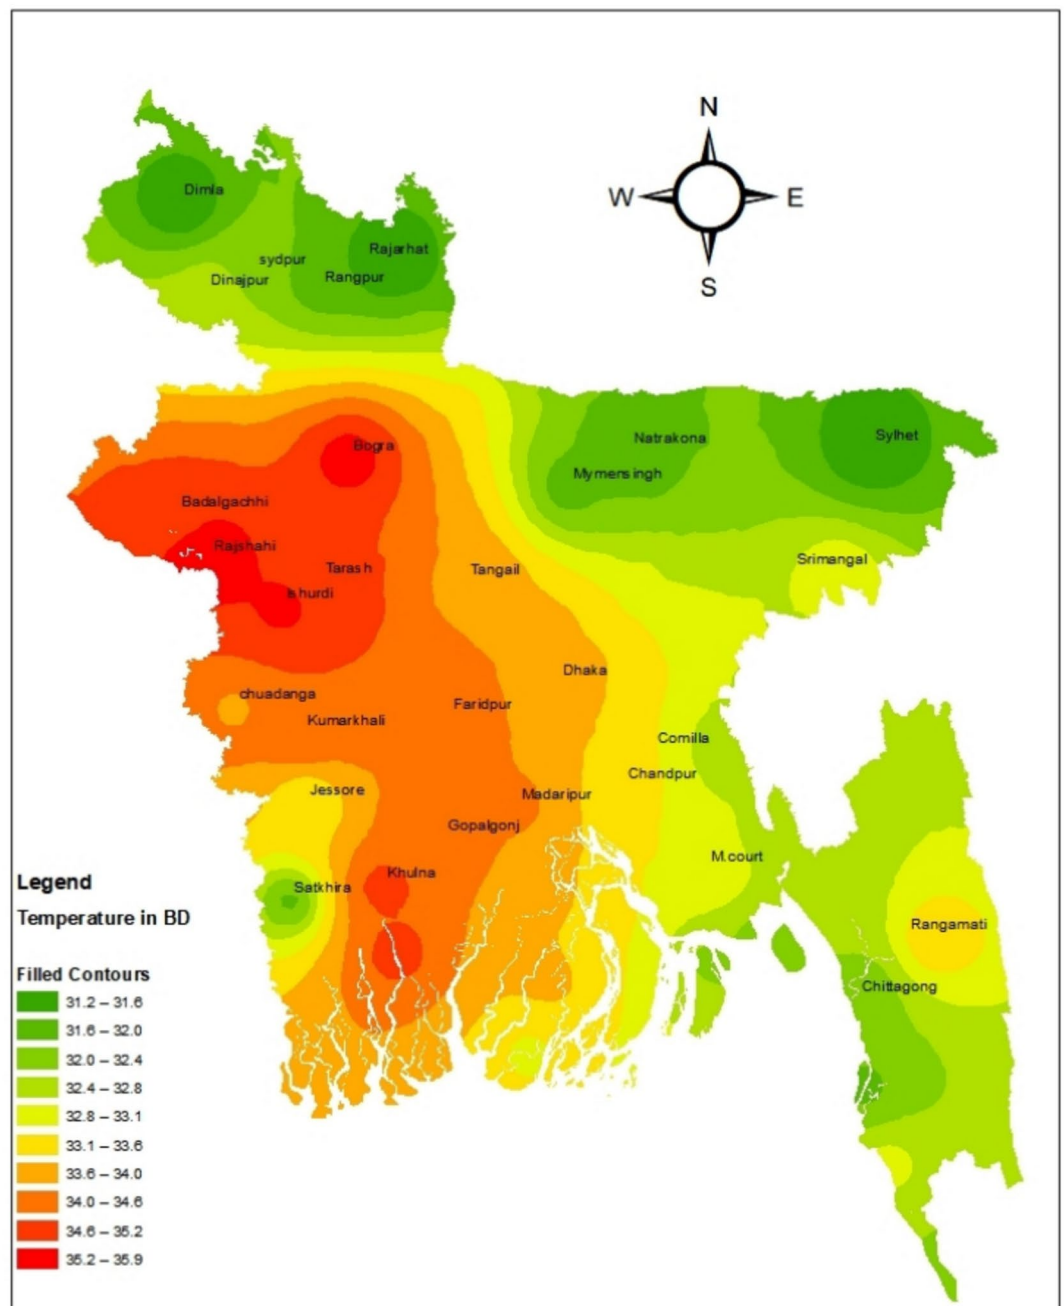 N
W E
S
Dimla
Rajarhat
sydpur
Rangpur
Dinajpur
Sylhet
Natrakona
Bogra
Mymensingh
Badalgachhi
Rajshahi
Srimangal
Tarash
Tangail
Ishurdi
Dhaka
chuadanga
Faridpur
Kumarkhali
Comilla
Chandpur
Jessore
Madaripur
Gopalgonj
M.court
Khulna
Satkhira
Rangamati
Chittagong
Legend
Temperature in BD
Filled Contours
31.2 – 31.6
31.6 – 32.0
32.0 – 32.4
32.4 – 32.8
32.8 – 33.1
33.1 – 33.6
33.6 – 34.0
34.0 – 34.6
34.6 – 35.2
35.2 – 35.9